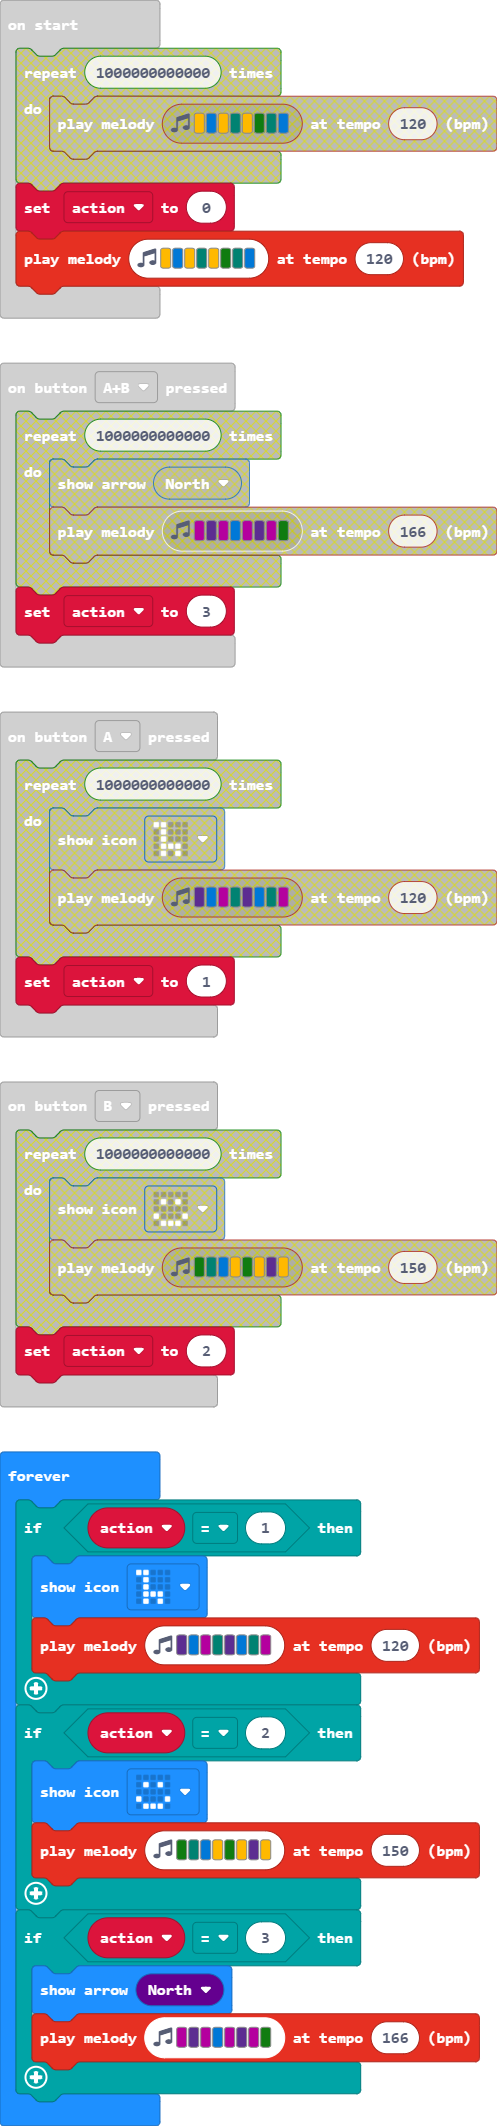 on start
repeat 1000000000000 times
do
play melody at tempo 120 (bpm)
set action to 0
play melody at tempo 120 (bpm)
on button A+B pressed
repeat 1000000000000 times
do
show arrow North
play melody at tempo 166 (bpm)
set action to 3
on button A pressed
repeat 1000000000000 times
do
show icon
play melody at tempo 120 (bpm)
set action to 1
on button B pressed
repeat 1000000000000 times
do
show icon
play melody at tempo 150 (bpm)
set action to 2
forever
if action = 1 then
show icon
play melody at tempo 120 (bpm)
if action = 2 then
show icon
play melody at tempo 150 (bpm)
if action = 3 then
show arrow North
play melody at tempo 166 (bpm)